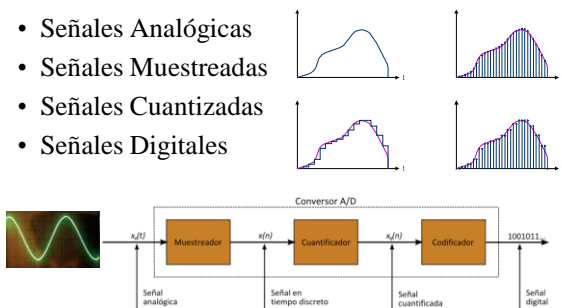 • Señales Analógicas
• Señales Muestreadas
• Señales Cuantizadas
• Señales Digitales
t
t
t
t
Conversor A/D
xₐ(t)
Muestreador
x(n)
Cuantificador
Codificador
1001011...
Señal analógica
Señal en tiempo discreto
Señal cuantificada
Señal digital